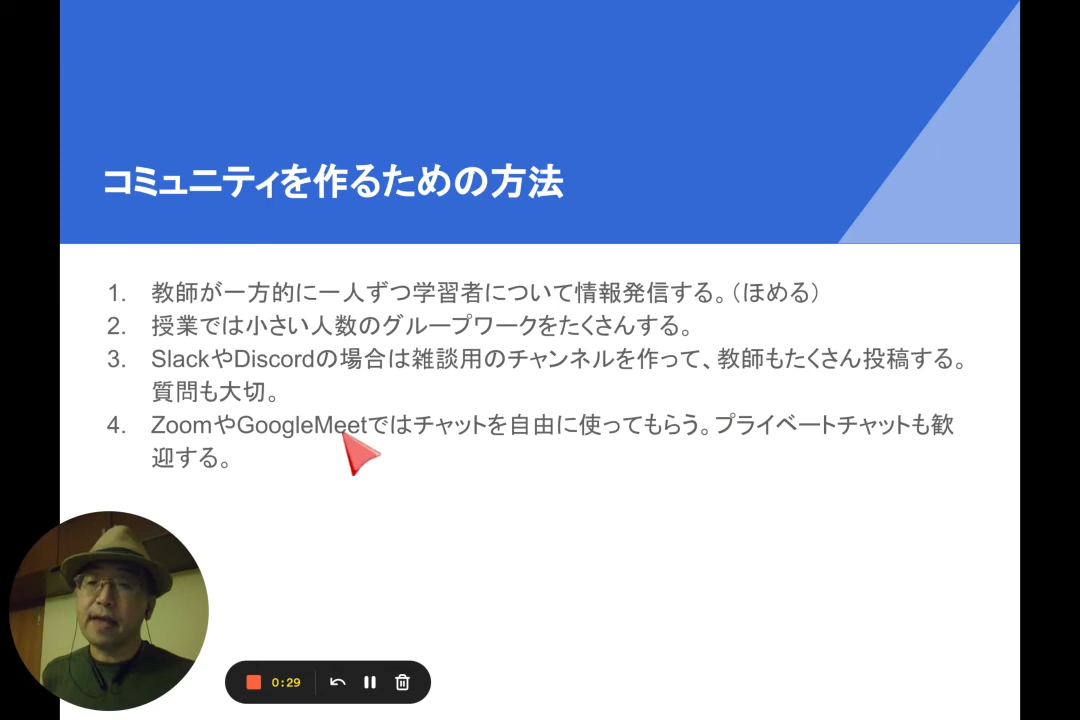 コミュニティを作るための方法
1. 教師が一方的に一人ずつ学習者について情報発信する。（ほめる）
2. 授業では小さい人数のグループワークをたくさんする。
3. SlackやDiscordの場合は雑談用のチャンネルを作って、教師もたくさん投稿する。
質問も大切。
4. ZoomやGoogleMeetではチャットを自由に使ってもらう。プライベートチャットも歓
迎する。
0:29